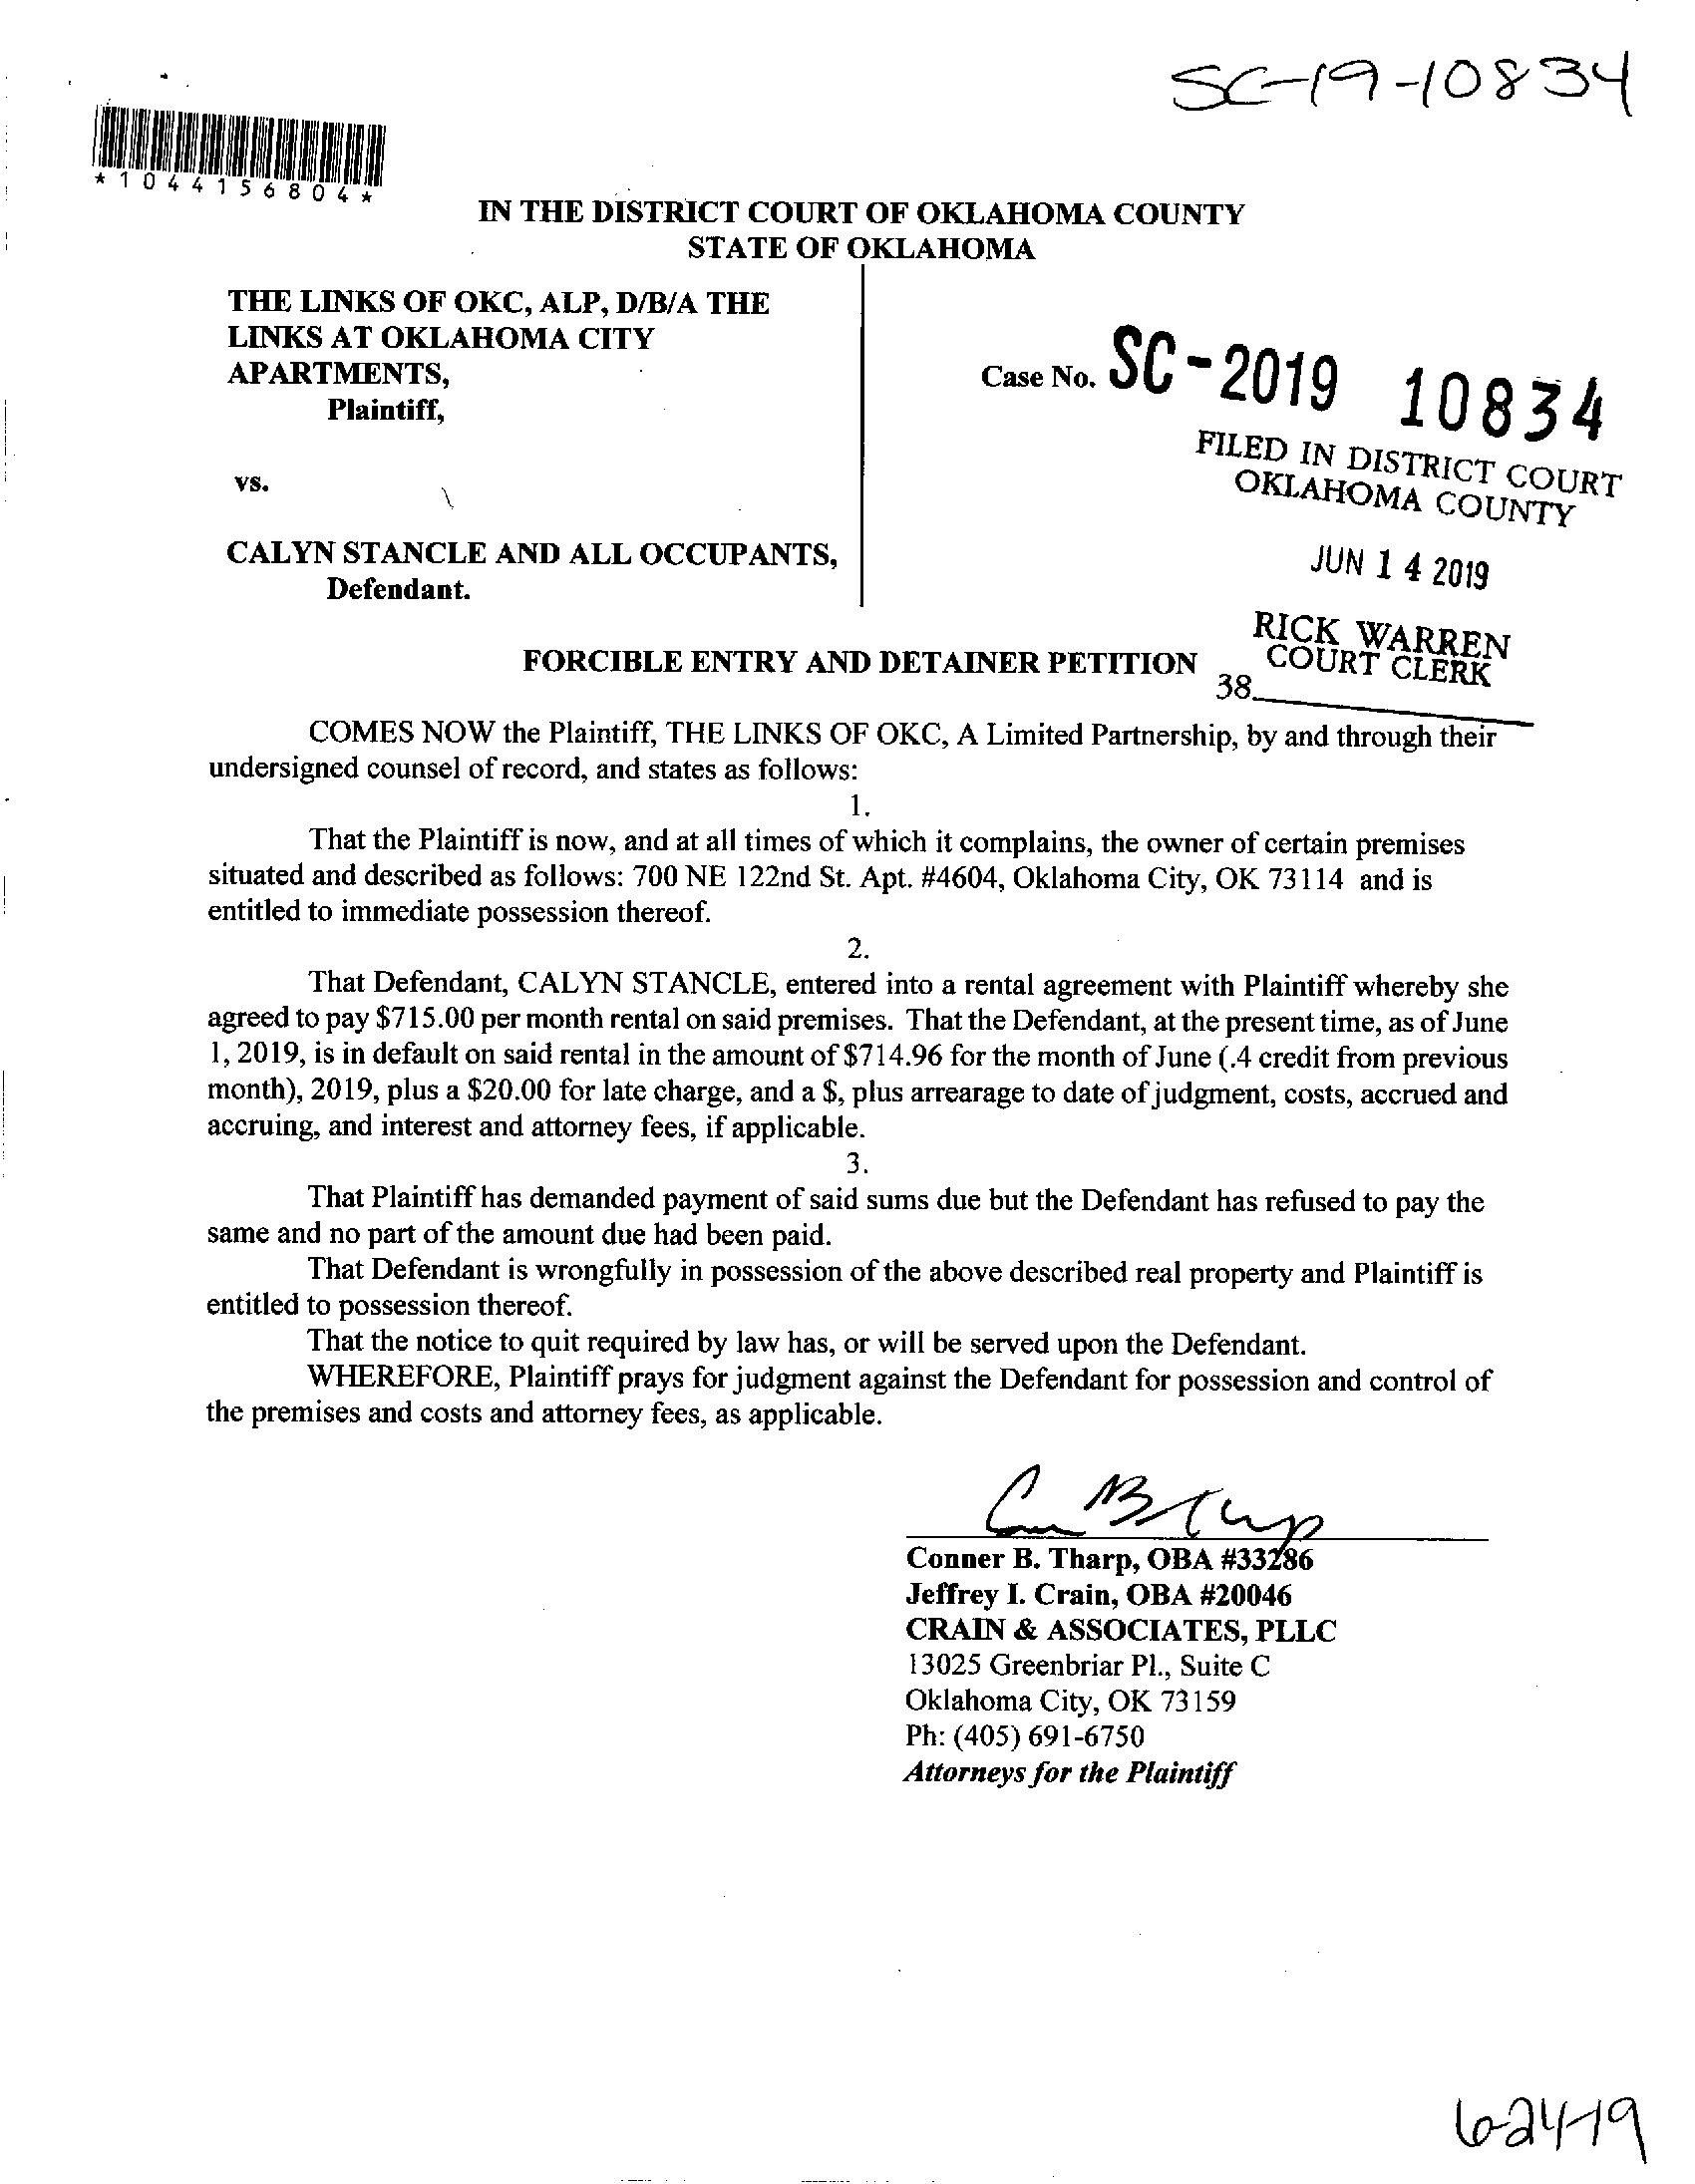 SC-19-10834
*1044156804*
IN THE DISTRICT COURT OF OKLAHOMA COUNTY
STATE OF OKLAHOMA
THE LINKS OF OKC, ALP, D/B/A THE
LINKS AT OKLAHOMA CITY
APARTMENTS,
Plaintiff,
vs.
CALYN STANCLE AND ALL OCCUPANTS,
Defendant.
Case No. SC-2019 10834
FILED IN DISTRICT COURT
OKLAHOMA COUNTY
JUN 14 2019
RICK WARREN
COURT CLERK
38
FORCIBLE ENTRY AND DETAINER PETITION
COMES NOW the Plaintiff, THE LINKS OF OKC, A Limited Partnership, by and through their
undersigned counsel of record, and states as follows:
1.
That the Plaintiff is now, and at all times of which it complains, the owner of certain premises
situated and described as follows: 700 NE 122nd St. Apt. #4604, Oklahoma City, OK 73114 and is
entitled to immediate possession thereof.
2.
That Defendant, CALYN STANCLE, entered into a rental agreement with Plaintiff whereby she
agreed to pay $715.00 per month rental on said premises. That the Defendant, at the present time, as of June
1, 2019, is in default on said rental in the amount of $714.96 for the month of June (.4 credit from previous
month), 2019, plus a $20.00 for late charge, and a $, plus arrearage to date of judgment, costs, accrued and
accruing, and interest and attorney fees, if applicable.
3.
That Plaintiff has demanded payment of said sums due but the Defendant has refused to pay the
same and no part of the amount due had been paid.
That Defendant is wrongfully in possession of the above described real property and Plaintiff is
entitled to possession thereof.
That the notice to quit required by law has, or will be served upon the Defendant.
WHEREFORE, Plaintiff prays for judgment against the Defendant for possession and control of
the premises and costs and attorney fees, as applicable.
Conner B. Tharp, OBA #33286
Jeffrey I. Crain, OBA #20046
CRAIN & ASSOCIATES, PLLC
13025 Greenbriar Pl., Suite C
Oklahoma City, OK 73159
Ph: (405) 691-6750
Attorneys for the Plaintiff
6-24-19